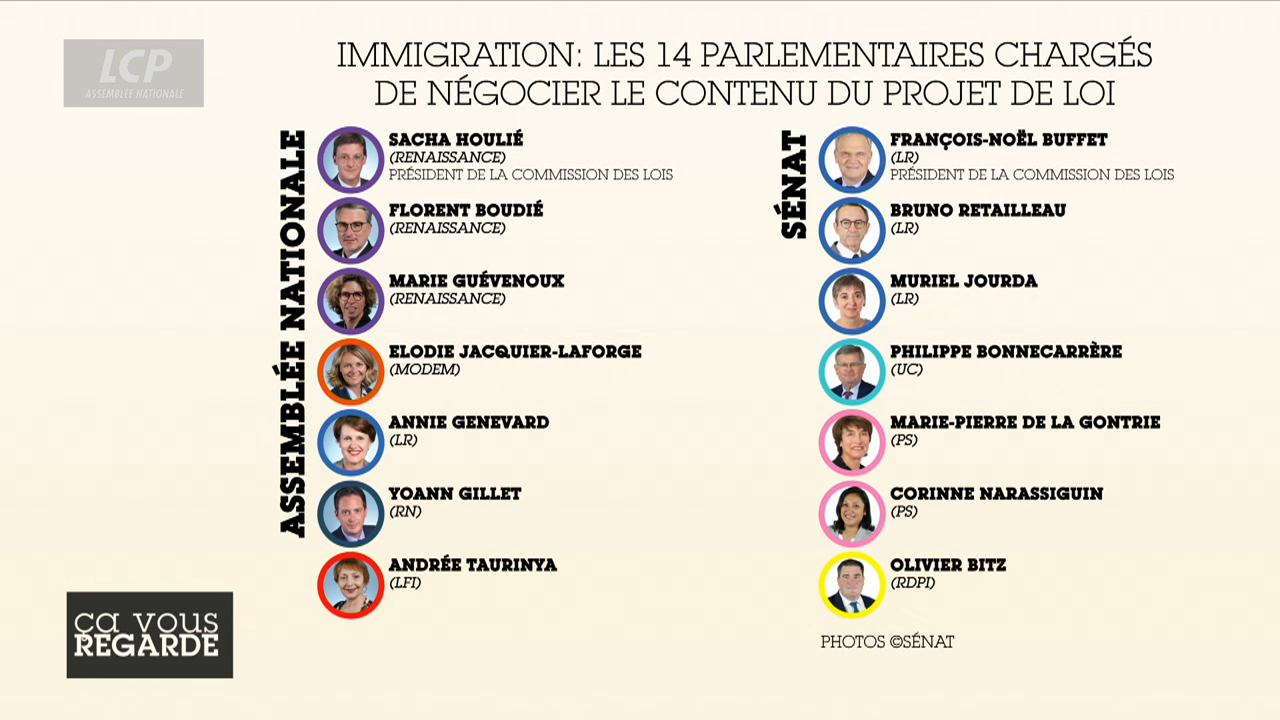 LCP
ASSEMBLÉE NATIONALE
IMMIGRATION: LES 14 PARLEMENTAIRES CHARGÉS
DE NÉGOCIER LE CONTENU DU PROJET DE LOI
ASSEMBLÉE NATIONALE
SACHA HOULIÉ
(RENAISSANCE)
PRÉSIDENT DE LA COMMISSION DES LOIS
FLORENT BOUDIÉ
(RENAISSANCE)
MARIE GUÉVENOUX
(RENAISSANCE)
ELODIE JACQUIER-LAFORGE
(MODEM)
ANNIE GENEVARD
(LR)
YOANN GILLET
(RN)
ANDRÉE TAURINYA
(LFI)
SÉNAT
FRANÇOIS-NOËL BUFFET
(LR)
PRÉSIDENT DE LA COMMISSION DES LOIS
BRUNO RETAILLEAU
(LR)
MURIEL JOURDA
(LR)
PHILIPPE BONNECARRÈRE
(UC)
MARIE-PIERRE DE LA GONTRIE
(PS)
CORINNE NARASSIGUIN
(PS)
OLIVIER BITZ
(RDPI)
PHOTOS ©SÉNAT
ça vous
REGARDE